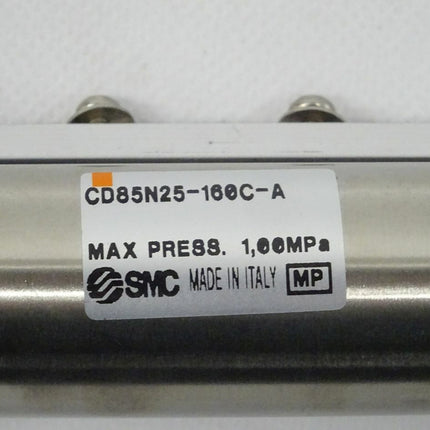 CD85N25-160C-A
MAX PRESS. 1,00MPa
SMC MADE IN ITALY MP